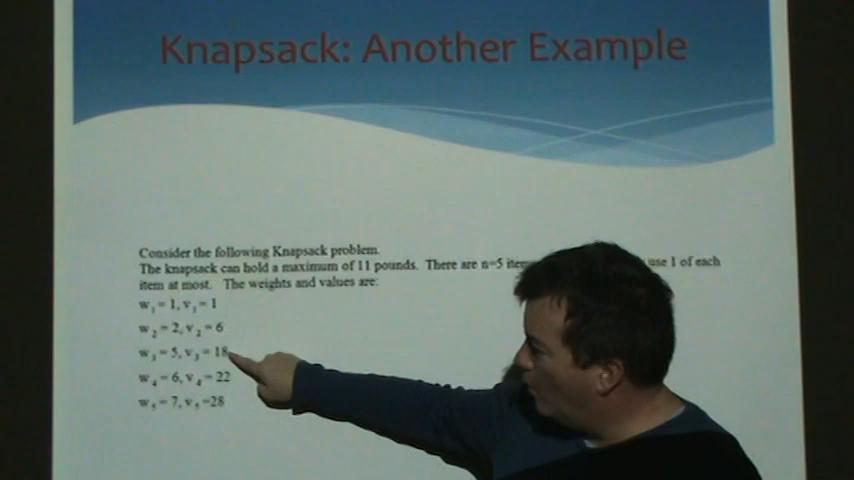 Knapsack: Another Example
Consider the following Knapsack problem.
The knapsack can hold a maximum of 11 pounds. There are n=5 use 1 of each
item at most. The weights and values are:
w₁ = 1, v₁ = 1
w₂ = 2, v₂ = 6
w₃ = 5, v₃ = 18
w₄ = 6, v₄ = 22
w₅ = 7, v₅ =28